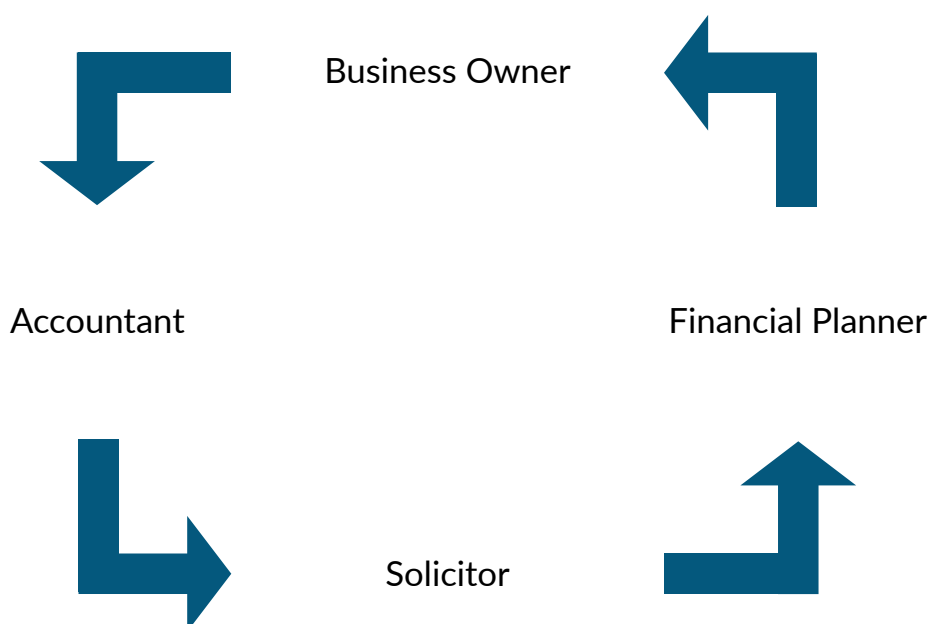 Business Owner
Accountant
Financial Planner
Solicitor